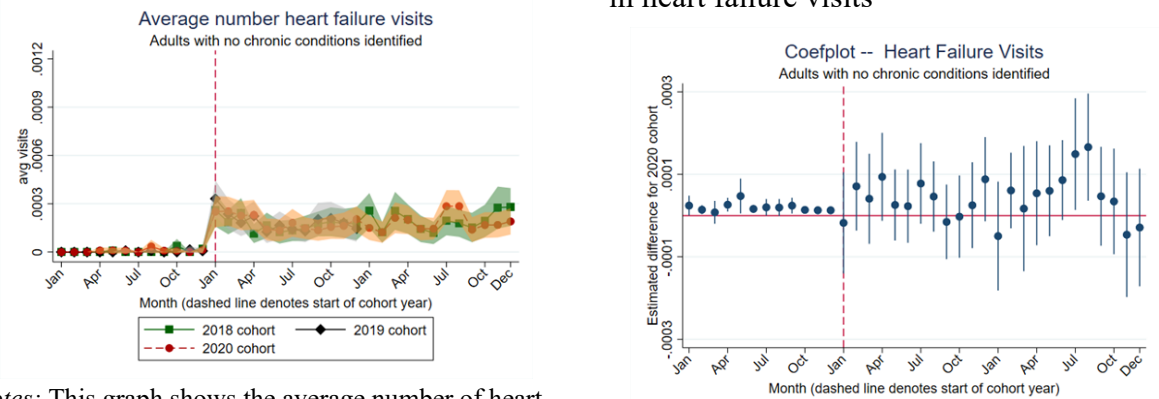 in heart failure visits
Average number heart failure visits
Adults with no chronic conditions identified
avg visits
.0012
.0009
.0006
.0003
0
Jan Apr Jul Oct Jan Apr Jul Oct Jan Apr Jul Oct Dec
Month (dashed line denotes start of cohort year)
2018 cohort 2019 cohort
2020 cohort
This graph shows the average number of heart
Coefplot -- Heart Failure Visits
Adults with no chronic conditions identified
Estimated difference for 2020 cohort
.0003
.0001
-.0001
-.0003
Jan Apr Jul Oct Jan Apr Jul Oct Jan Apr Jul Oct Dec
Month (dashed line denotes start of cohort year)